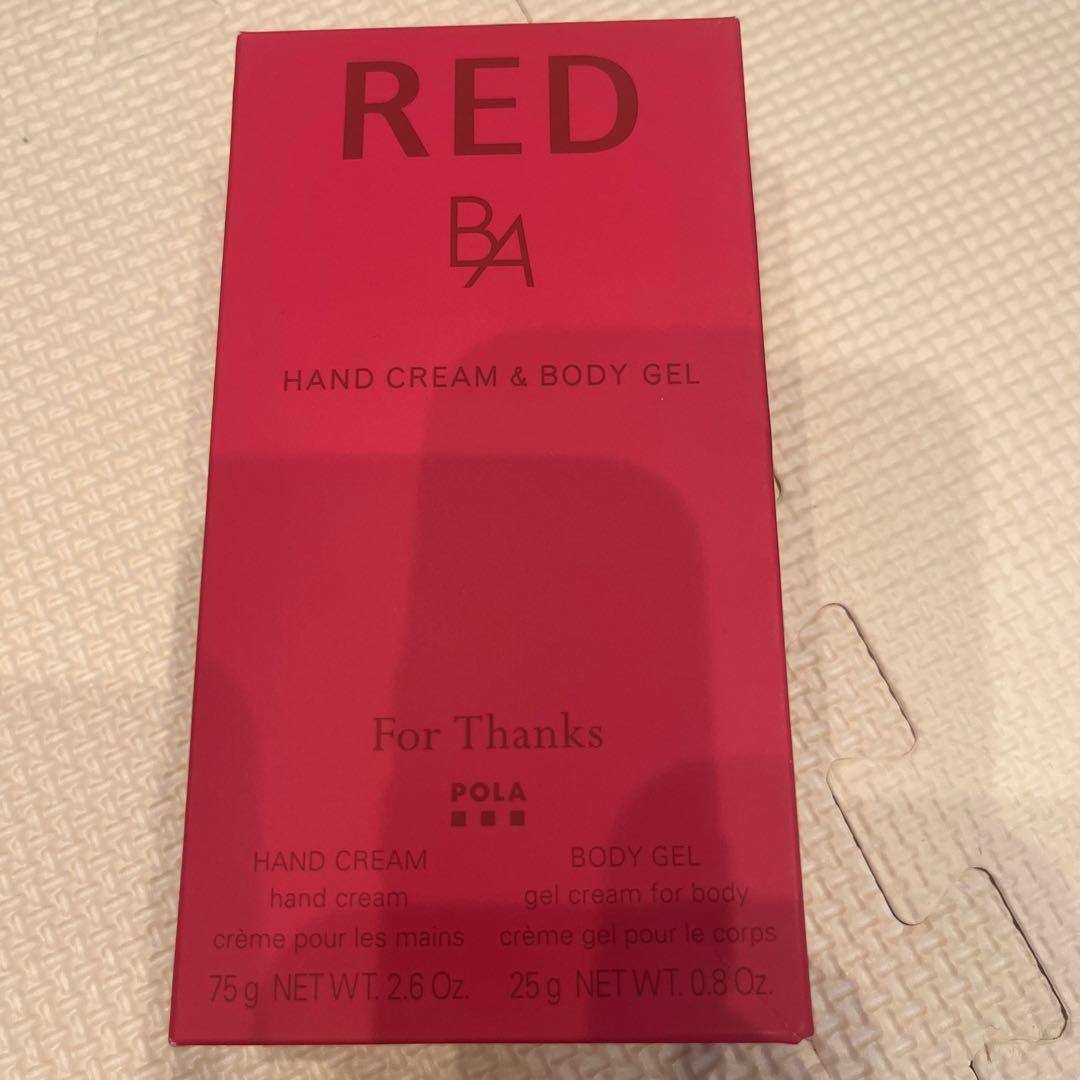 RED
BA
HAND CREAM & BODY GEL
For Thanks
POLA
HAND CREAM
hand cream
crème pour les mains
75 g NET WT. 2.6 Oz.
BODY GEL
gel cream for body
crème gel pour le corps
25 g NET WT. 0.8 Oz.